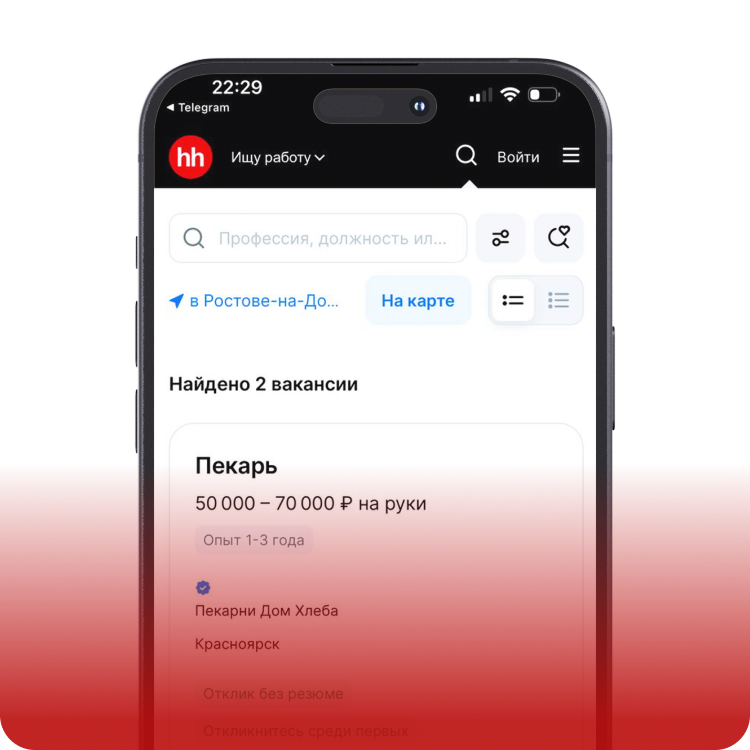 22:29
◀ Telegram
hh
Ищу работу
Войти
Профессия, должность ил...
в Ростове-на-До...
На карте
Найдено 2 вакансии
Пекарь
50 000 – 70 000 ₽ на руки
Опыт 1-3 года
Пекарни Дом Хлеба
Красноярск
Отклик без резюме
Откликнитесь среди первых